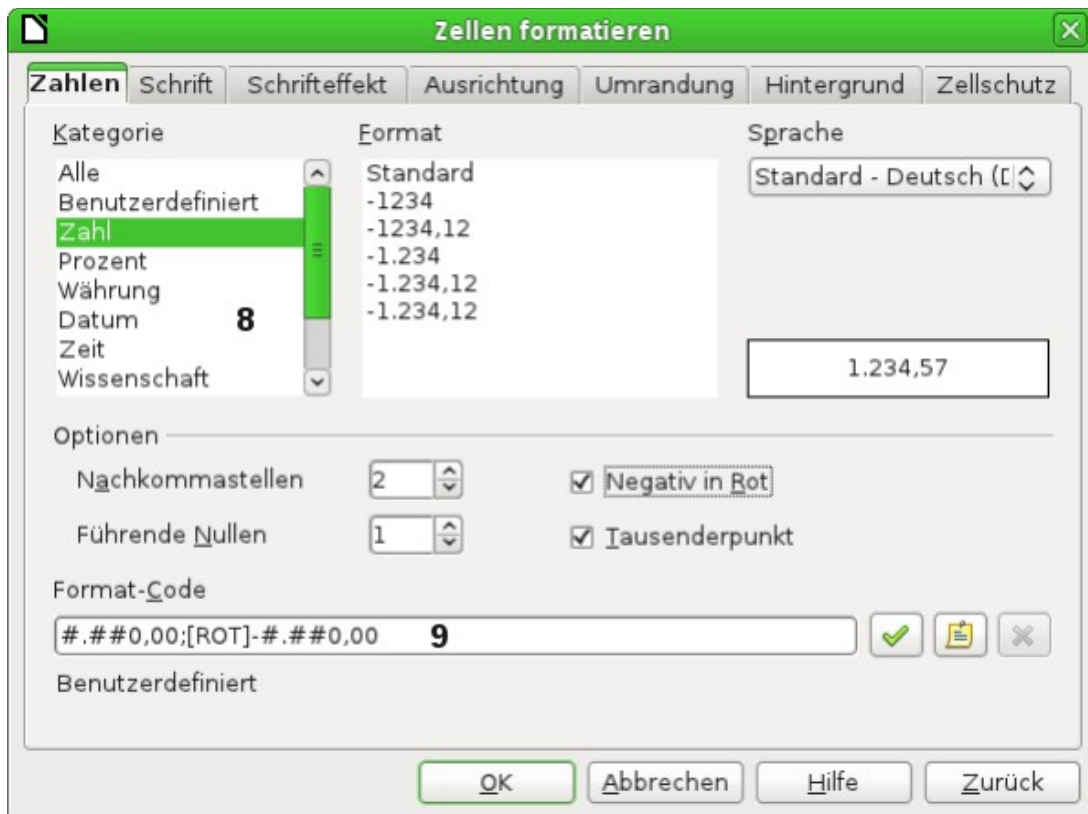 Zellen formatieren
Zahlen Schrift Schrifteffekt Ausrichtung Umrandung Hintergrund Zellschutz
Kategorie
Alle
Benutzerdefiniert
Zahl
Prozent
Währung
Datum
Zeit
Wissenschaft
8
Format
Standard
-1234
-1234,12
-1.234
-1.234,12
-1.234,12
Sprache
Standard - Deutsch (D
1.234,57
Optionen
Nachkommastellen 2
Negativ in Rot
Führende Nullen 1
Tausenderpunkt
Format-Code
#.##0,00;[ROT]-#.##0,00 9
Benutzerdefiniert
OK Abbrechen Hilfe Zurück